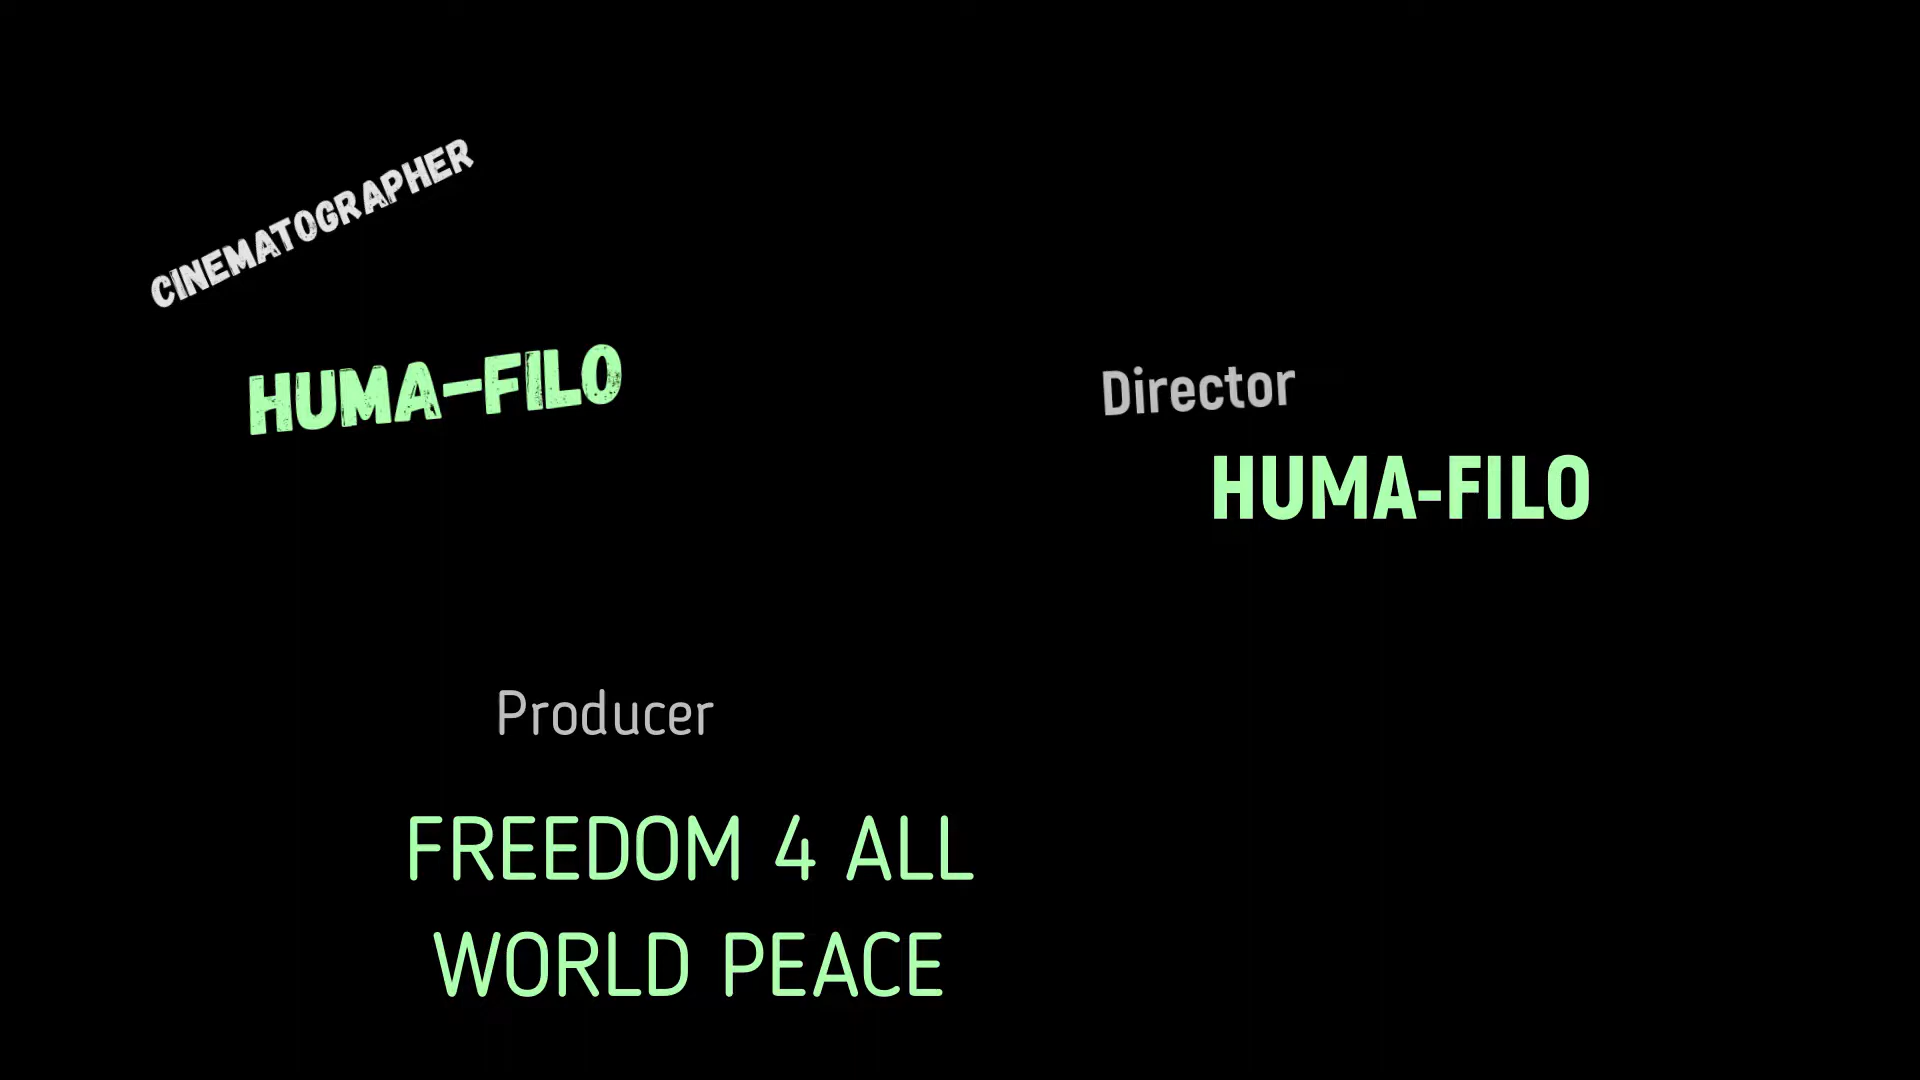 CINEMATOGRAPHER
HUMA-FILO
Director
HUMA-FILO
Producer
FREEDOM 4 ALL
WORLD PEACE